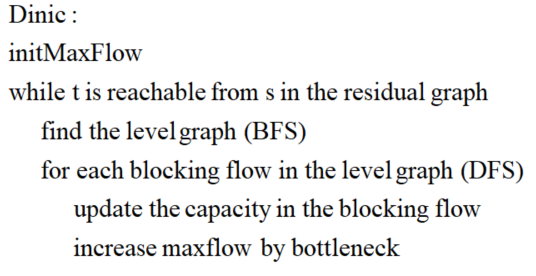 Dinic :
initMaxFlow
while t is reachable from s in the residual graph
find the level graph (BFS)
for each blocking flow in the level graph (DFS)
update the capacity in the blocking flow
increase maxflow by bottleneck